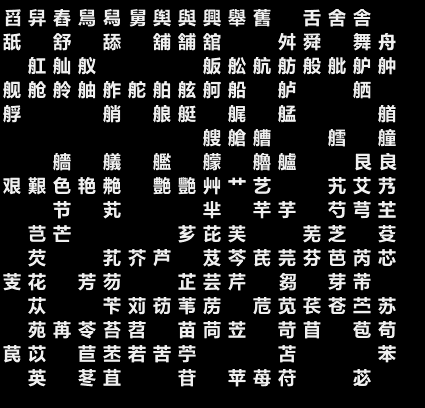 舀舁舂舄舄舅舆與興舉舊 舌舍舎
舐 舒 舔 舖舗舘 舛舜 舞 舟
舡舢舣 舨舩航舫般舭舮舯
舰舱舲舳舴舵舶舷舸船 舻 舾
艀 艄 艆艇 艉 艋 艏
艘艙艚 艝 艟
艢 艤 艦 艨 艪艫 艮良
艰艱色艳艴 艶艷艸艹艺 艽艾艿
节 芃 芈 芉芋 芍芎芏
芑芒 芗芘芙 芜芝 芟
芡 芤芥芦 芨芩芪芫芬芭芮芯
芰花 芳芴 芷芸芹 芻 芽芾
苁 苄苅苆苇苈 苊苋苌苍苎苏
苑苒苓苔苕 苗苘苙 苛苜 苞苟
苠苡 苣苤若苦苧 苫 苯
英 苳苴 苷 苹苺苻 苾